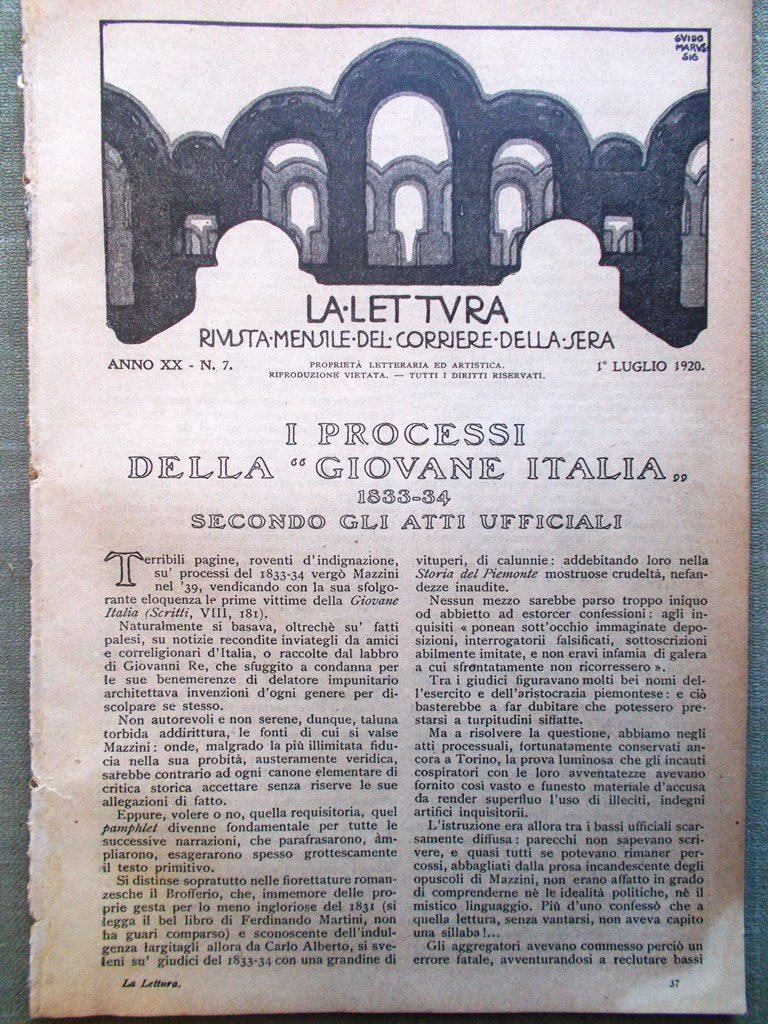 GVIDO
MARVS
SIG
LA·LETTVRA
RIVISTA·MENSILE·DEL·CORRIERE·DELLA·SERA
ANNO XX - N. 7.
PROPRIETÀ LETTERARIA ED ARTISTICA.
RIPRODUZIONE VIETATA. — TUTTI I DIRITTI RISERVATI.
1° LUGLIO 1920.
I PROCESSI
DELLA “ GIOVANE ITALIA „
1833-34
SECONDO GLI ATTI UFFICIALI
Terribili pagine, roventi d'indignazione,
su' processi del 1833-34 vergò Mazzini
nel '39, vendicando con la sua sfolgo-
rante eloquenza le prime vittime della Giovane
Italia (Scritti, VIII, 181).
Naturalmente si basava, oltrechè su' fatti
palesi, su notizie recondite inviategli da amici
e correligionari d'Italia, o raccolte dal labbro
di Giovanni Re, che sfuggito a condanna per
le sue benemerenze di delatore impunitario
architettava invenzioni d'ogni genere per di-
scolpare se stesso.
Non autorevoli e non serene, dunque, taluna
torbida addirittura, le fonti di cui si valse
Mazzini: onde, malgrado la più illimitata fidu-
cia nella sua probità, austeramente veridica,
sarebbe contrario ad ogni canone elementare di
critica storica accettare senza riserve le sue
allegazioni di fatto.
Eppure, volere o no, quella requisitoria, quel
pamphlet divenne fondamentale per tutte le
successive narrazioni, che parafrasarono, àm-
pliarono, esagerarono spesso grottescamente
il testo primitivo.
Si distinse sopratutto nelle fiorettature roman-
zesche il Brofferio, che, immemore delle pro-
prie gesta per lo meno ingloriose del 1831 (si
legga il bel libro di Ferdinando Martini, non
ha guari comparso) e sconoscente dell'indul-
genza largitagli allora da Carlo Alberto, si sve-
leni su' giudici del 1833-34 con una grandine di
vituperi, di calunnie: addebitando loro nella
Storia del Piemonte mostruose crudeltà, nefan-
dezze inaudite.
Nessun mezzo sarebbe parso troppo iniquo
od abbietto ad estorcer confessioni: agli in-
quisiti « ponean sott'occhio immaginate depo-
sizioni, interrogatorii falsificati, sottoscrizioni
abilmente imitate, e non eravi infamia di galera
a cui sfrontatamente non ricorressero ».
Tra i giudici figuravano molti bei nomi del-
l'esercito e dell'aristocrazia piemontese: e ciò
basterebbe a far dubitare che potessero pre-
starsi a turpitudini siffatte.
Ma a risolvere la questione, abbiamo negli
atti processuali, fortunatamente conservati an-
cora a Torino, la prova luminosa che gli incauti
cospiratori con le loro avventatezze avevano
fornito così vasto e funesto materiale d'accusa
da render superfluo l'uso di illeciti, indegni
artifici inquisitorii.
L'istruzione era allora tra i bassi ufficiali scar-
samente diffusa: parecchi non sapevano scri-
vere, e quasi tutti se potevano rimaner per-
cossi, abbagliati dalla prosa incandescente degli
opuscoli di Mazzini, non erano affatto in grado
di comprenderne nè le idealità politiche, nè il
mistico linguaggio. Più d'uno confessò che a
quella lettura, senza vantarsi, non aveva capito
una sillaba!...
Gli aggregatori avevano commesso perciò un
errore fatale, avventurandosi a reclutare bassi
La Lettura.
37